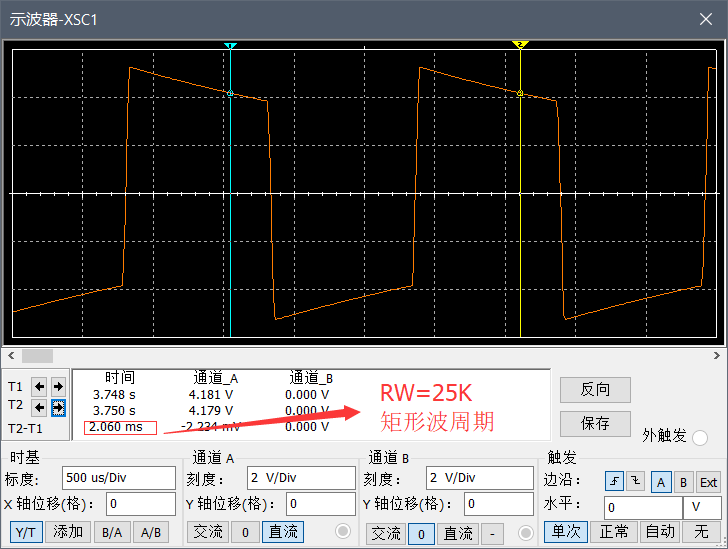 示波器-XSC1
1
2
时间 通道_A 通道_B
T1 3.748 s 4.181 V 0.000 V
T2 3.750 s 4.179 V 0.000 V
T2-T1 2.060 ms -2.234 mV 0.000 V
RW=25K
矩形波周期
反向
保存
外触发
时基
标度: 500 us/Div
X 轴位移(格): 0
Y/T 添加 B/A A/B
通道 A
刻度: 2 V/Div
Y 轴位移(格): 0
交流 0 直流
通道 B
刻度: 2 V/Div
Y 轴位移(格): 0
交流 0 直流 -
触发
边沿: A B Ext
水平: 0 V
单次 正常 自动 无